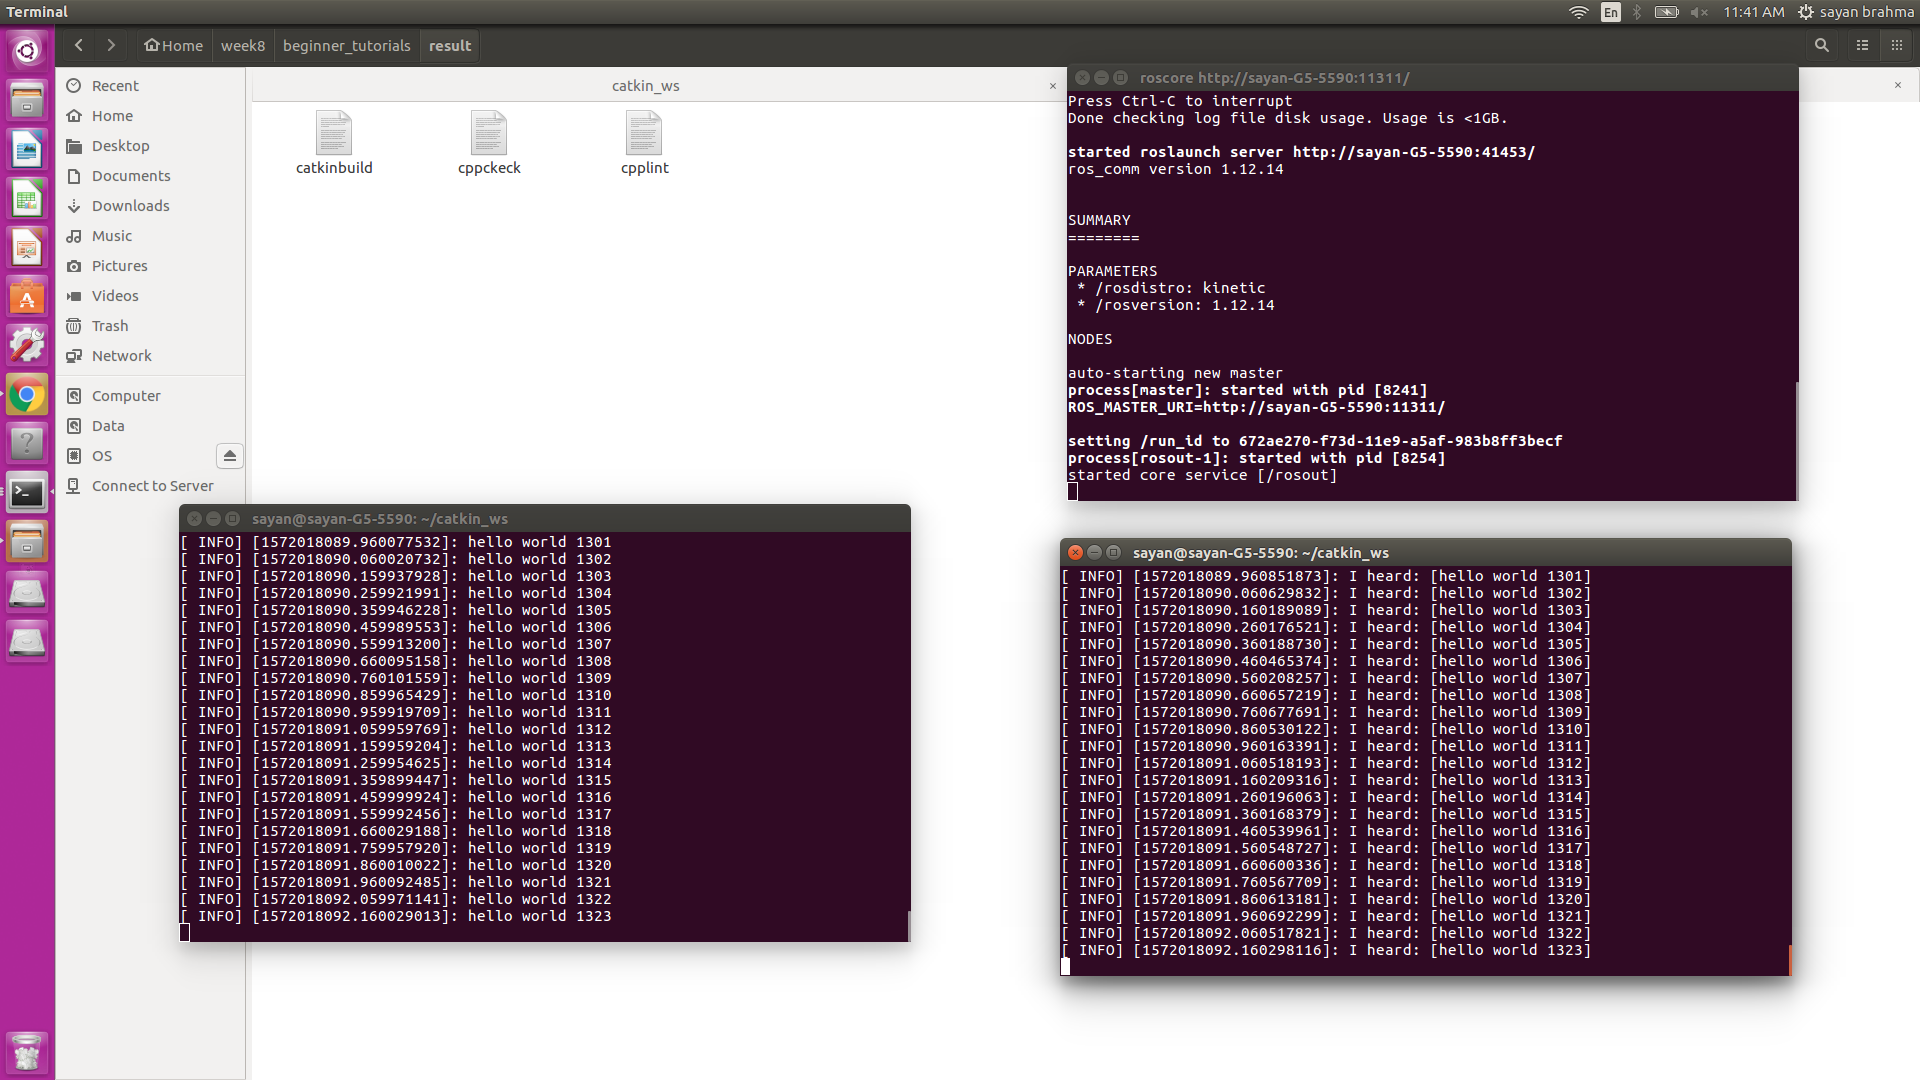 Terminal
En
11:41 AM
sayan brahma
Home
week8
beginner_tutorials
result
Recent
Home
Desktop
Documents
Downloads
Music
Pictures
Videos
Trash
Network
Computer
Data
OS
Connect to Server
catkin_ws
catkinbuild
cppckeck
cpplint
roscore http://sayan-G5-5590:11311/
Press Ctrl-C to interrupt
Done checking log file disk usage. Usage is <1GB.
started roslaunch server http://sayan-G5-5590:41453/
ros_comm version 1.12.14
SUMMARY
========
PARAMETERS
* /rosdistro: kinetic
* /rosversion: 1.12.14
NODES
auto-starting new master
process[master]: started with pid [8241]
ROS_MASTER_URI=http://sayan-G5-5590:11311/
setting /run_id to 672ae270-f73d-11e9-a5af-983b8ff3becf
process[rosout-1]: started with pid [8254]
started core service [/rosout]
sayan@sayan-G5-5590: ~/catkin_ws
[ INFO] [1572018089.960077532]: hello world 1301
[ INFO] [1572018090.060020732]: hello world 1302
[ INFO] [1572018090.159937928]: hello world 1303
[ INFO] [1572018090.259921991]: hello world 1304
[ INFO] [1572018090.359946228]: hello world 1305
[ INFO] [1572018090.459989553]: hello world 1306
[ INFO] [1572018090.559913200]: hello world 1307
[ INFO] [1572018090.660095158]: hello world 1308
[ INFO] [1572018090.760101559]: hello world 1309
[ INFO] [1572018090.859965429]: hello world 1310
[ INFO] [1572018090.959919709]: hello world 1311
[ INFO] [1572018091.059959769]: hello world 1312
[ INFO] [1572018091.159959204]: hello world 1313
[ INFO] [1572018091.259954625]: hello world 1314
[ INFO] [1572018091.359899447]: hello world 1315
[ INFO] [1572018091.459999924]: hello world 1316
[ INFO] [1572018091.559992456]: hello world 1317
[ INFO] [1572018091.660029188]: hello world 1318
[ INFO] [1572018091.759957920]: hello world 1319
[ INFO] [1572018091.860010022]: hello world 1320
[ INFO] [1572018091.960092485]: hello world 1321
[ INFO] [1572018092.059971141]: hello world 1322
[ INFO] [1572018092.160029013]: hello world 1323
sayan@sayan-G5-5590: ~/catkin_ws
[ INFO] [1572018089.960851873]: I heard: [hello world 1301]
[ INFO] [1572018090.060629832]: I heard: [hello world 1302]
[ INFO] [1572018090.160189089]: I heard: [hello world 1303]
[ INFO] [1572018090.260176521]: I heard: [hello world 1304]
[ INFO] [1572018090.360188730]: I heard: [hello world 1305]
[ INFO] [1572018090.460465374]: I heard: [hello world 1306]
[ INFO] [1572018090.560208257]: I heard: [hello world 1307]
[ INFO] [1572018090.660657219]: I heard: [hello world 1308]
[ INFO] [1572018090.760677691]: I heard: [hello world 1309]
[ INFO] [1572018090.860530122]: I heard: [hello world 1310]
[ INFO] [1572018090.960163391]: I heard: [hello world 1311]
[ INFO] [1572018091.060518193]: I heard: [hello world 1312]
[ INFO] [1572018091.160209316]: I heard: [hello world 1313]
[ INFO] [1572018091.260196063]: I heard: [hello world 1314]
[ INFO] [1572018091.360168379]: I heard: [hello world 1315]
[ INFO] [1572018091.460539961]: I heard: [hello world 1316]
[ INFO] [1572018091.560548727]: I heard: [hello world 1317]
[ INFO] [1572018091.660600336]: I heard: [hello world 1318]
[ INFO] [1572018091.760567709]: I heard: [hello world 1319]
[ INFO] [1572018091.860613181]: I heard: [hello world 1320]
[ INFO] [1572018091.960692299]: I heard: [hello world 1321]
[ INFO] [1572018092.060517821]: I heard: [hello world 1322]
[ INFO] [1572018092.160298116]: I heard: [hello world 1323]